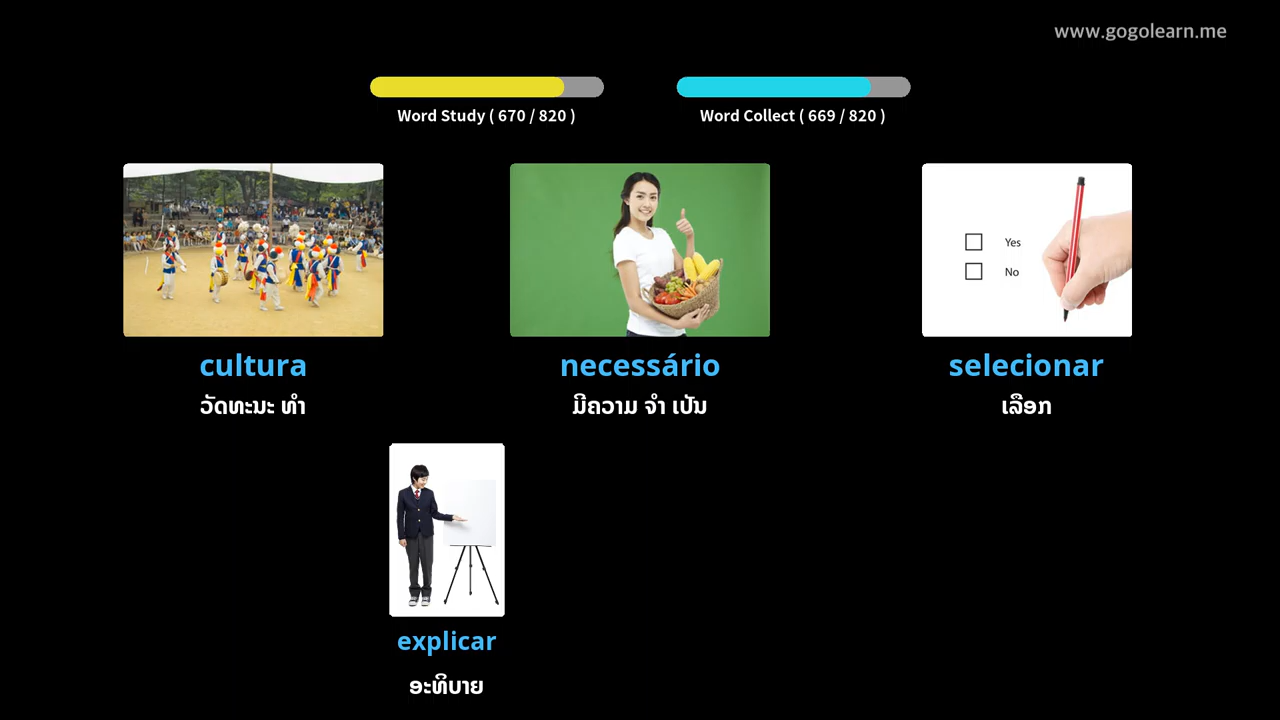 www.gogolearn.me
Word Study ( 670 / 820 )
Word Collect ( 669 / 820 )
Yes
No
cultura
ວັດທະນະ ທຳ
necessário
ມີຄວາມ ຈຳ ເປັນ
selecionar
ເລືອກ
explicar
ອະທິບາຍ